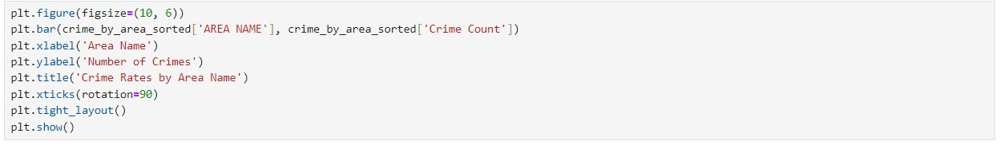 plt.figure(figsize=(10, 6))
plt.bar(crime_by_area_sorted['AREA NAME'], crime_by_area_sorted['Crime Count'])
plt.xlabel('Area Name')
plt.ylabel('Number of Crimes')
plt.title('Crime Rates by Area Name')
plt.xticks(rotation=90)
plt.tight_layout()
plt.show()